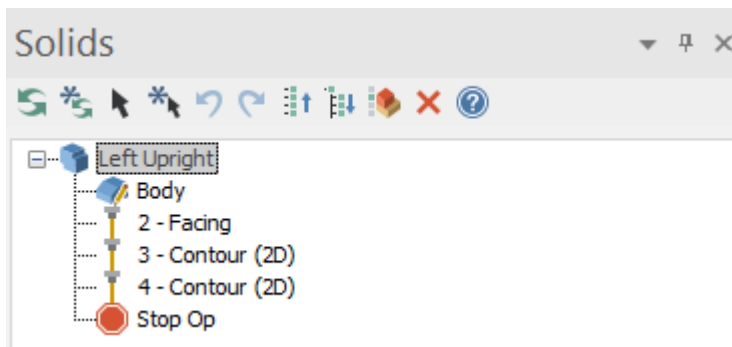 Solids
Left Upright
Body
2 - Facing
3 - Contour (2D)
4 - Contour (2D)
Stop Op